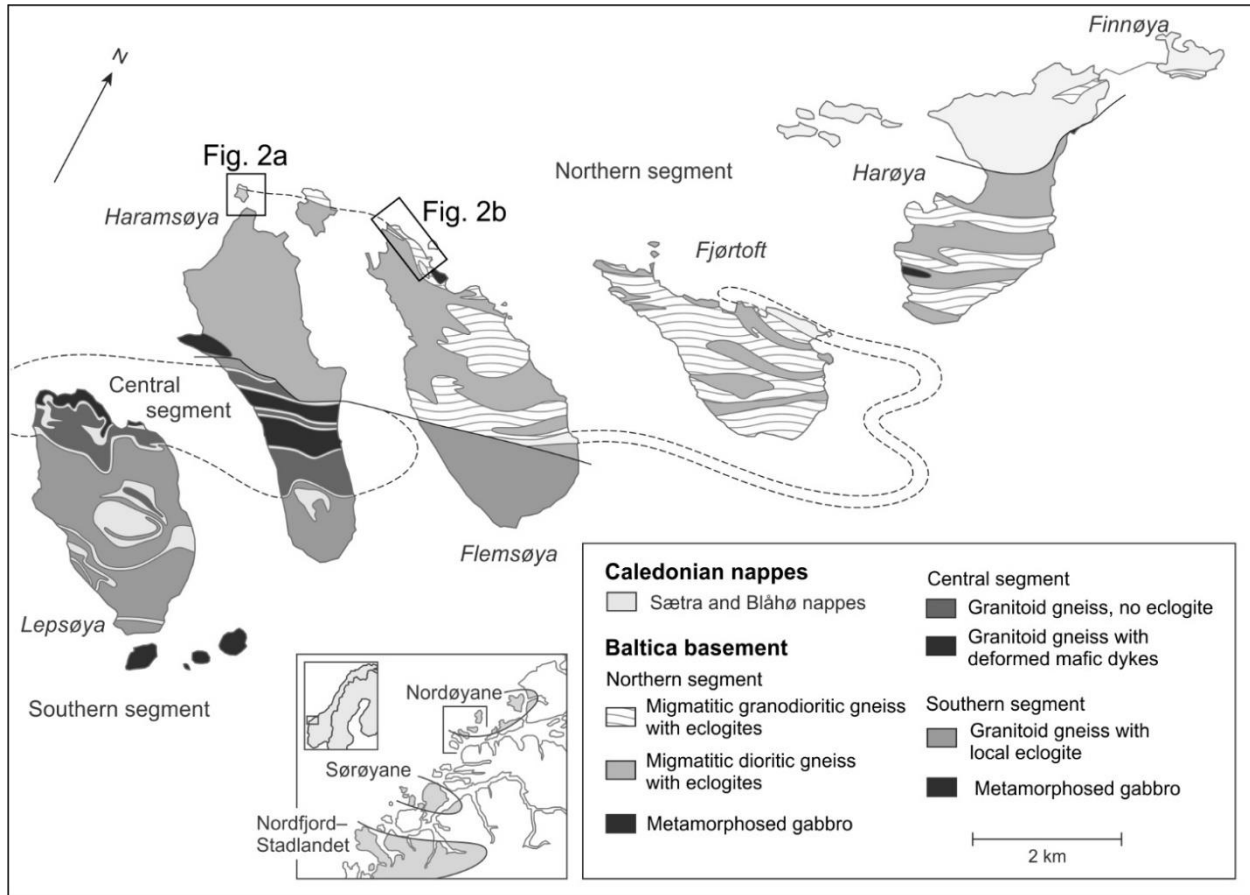 Finnøya
N
Fig. 2a
Northern segment
Harøya
Haramsøya
Fig. 2b
Fjørtoft
Central
segment
Flemsøya
Lepsøya
Southern segment
Nordøyane
Sørøyane
Nordfjord–
Stadlandet
Caledonian nappes
Sætra and Blåhø nappes
Baltica basement
Northern segment
Migmatitic granodioritic gneiss
with eclogites
Migmatitic dioritic gneiss
with eclogites
Metamorphosed gabbro
Central segment
Granitoid gneiss, no eclogite
Granitoid gneiss with
deformed mafic dykes
Southern segment
Granitoid gneiss with
local eclogite
Metamorphosed gabbro
2 km